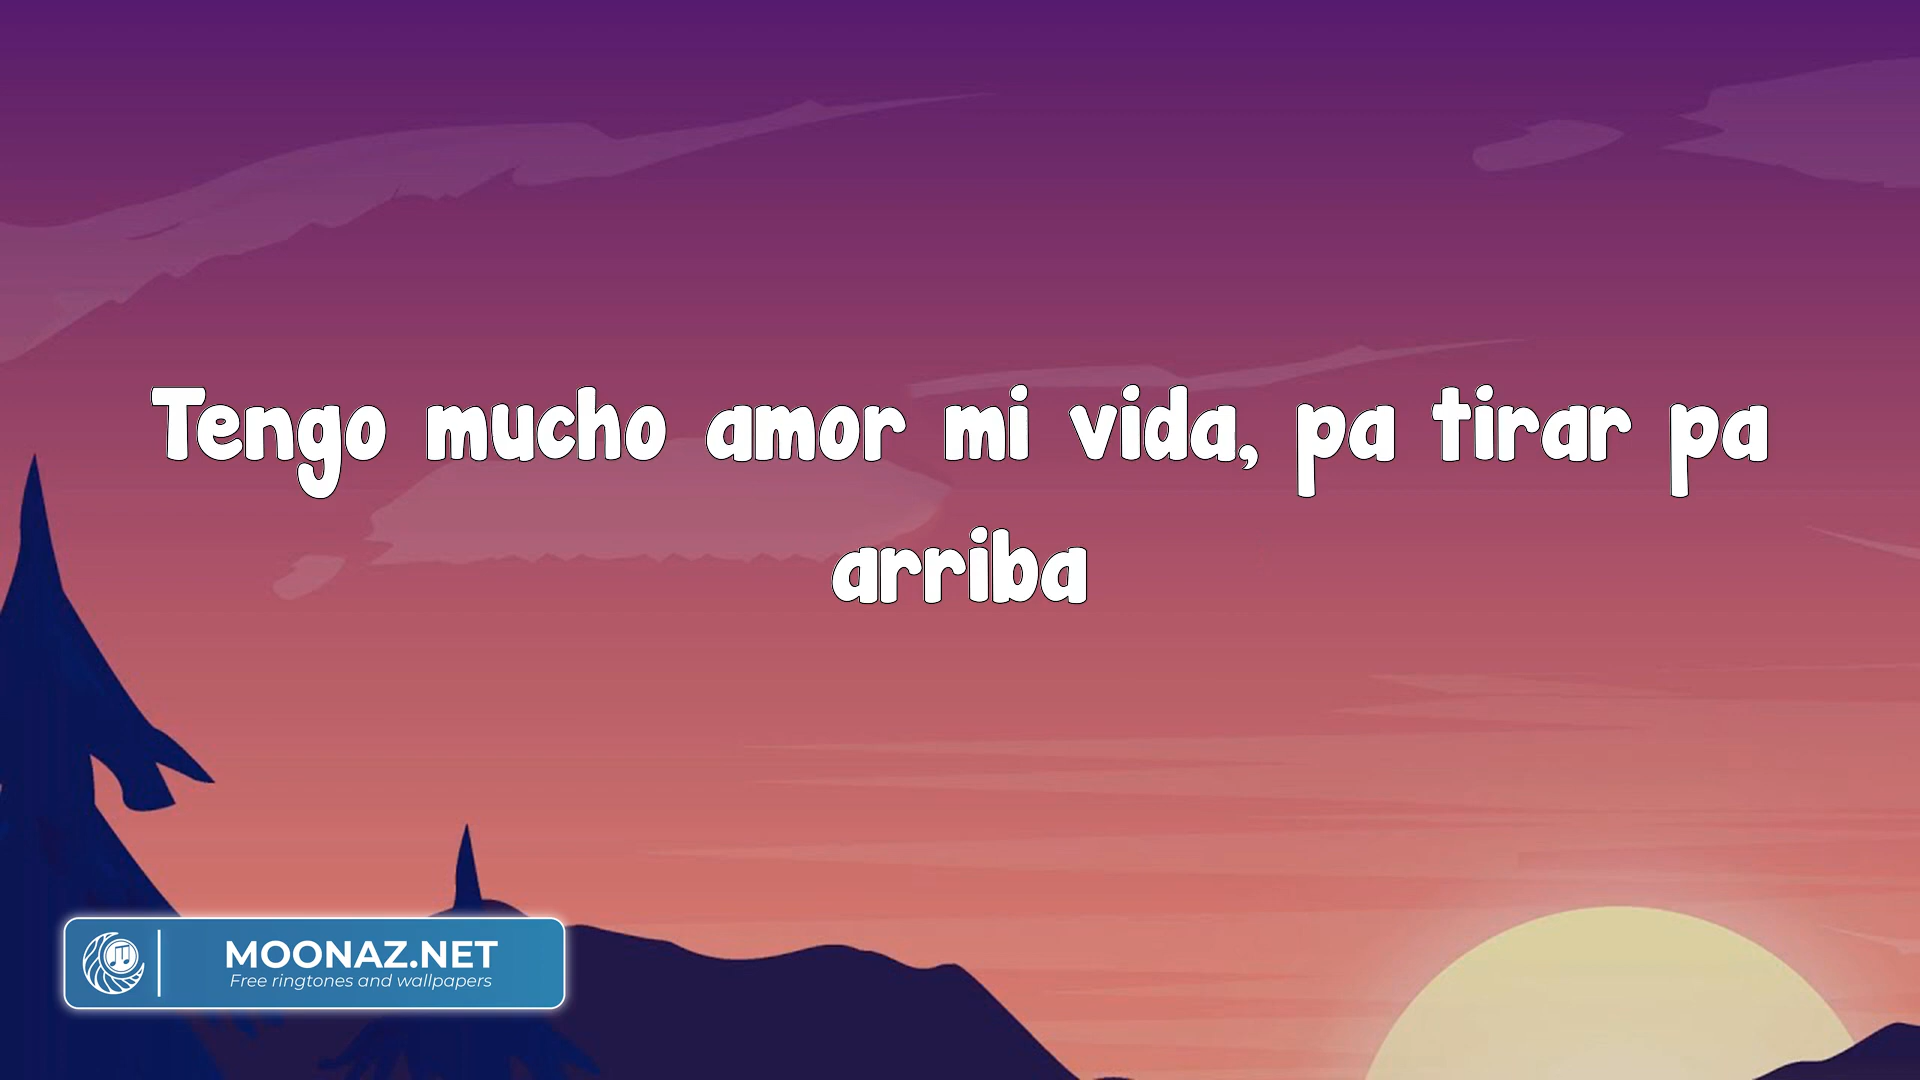 Tengo mucho amor mi vida, pa tirar pa
arriba
MOONAZ.NET
Free ringtones and wallpapers